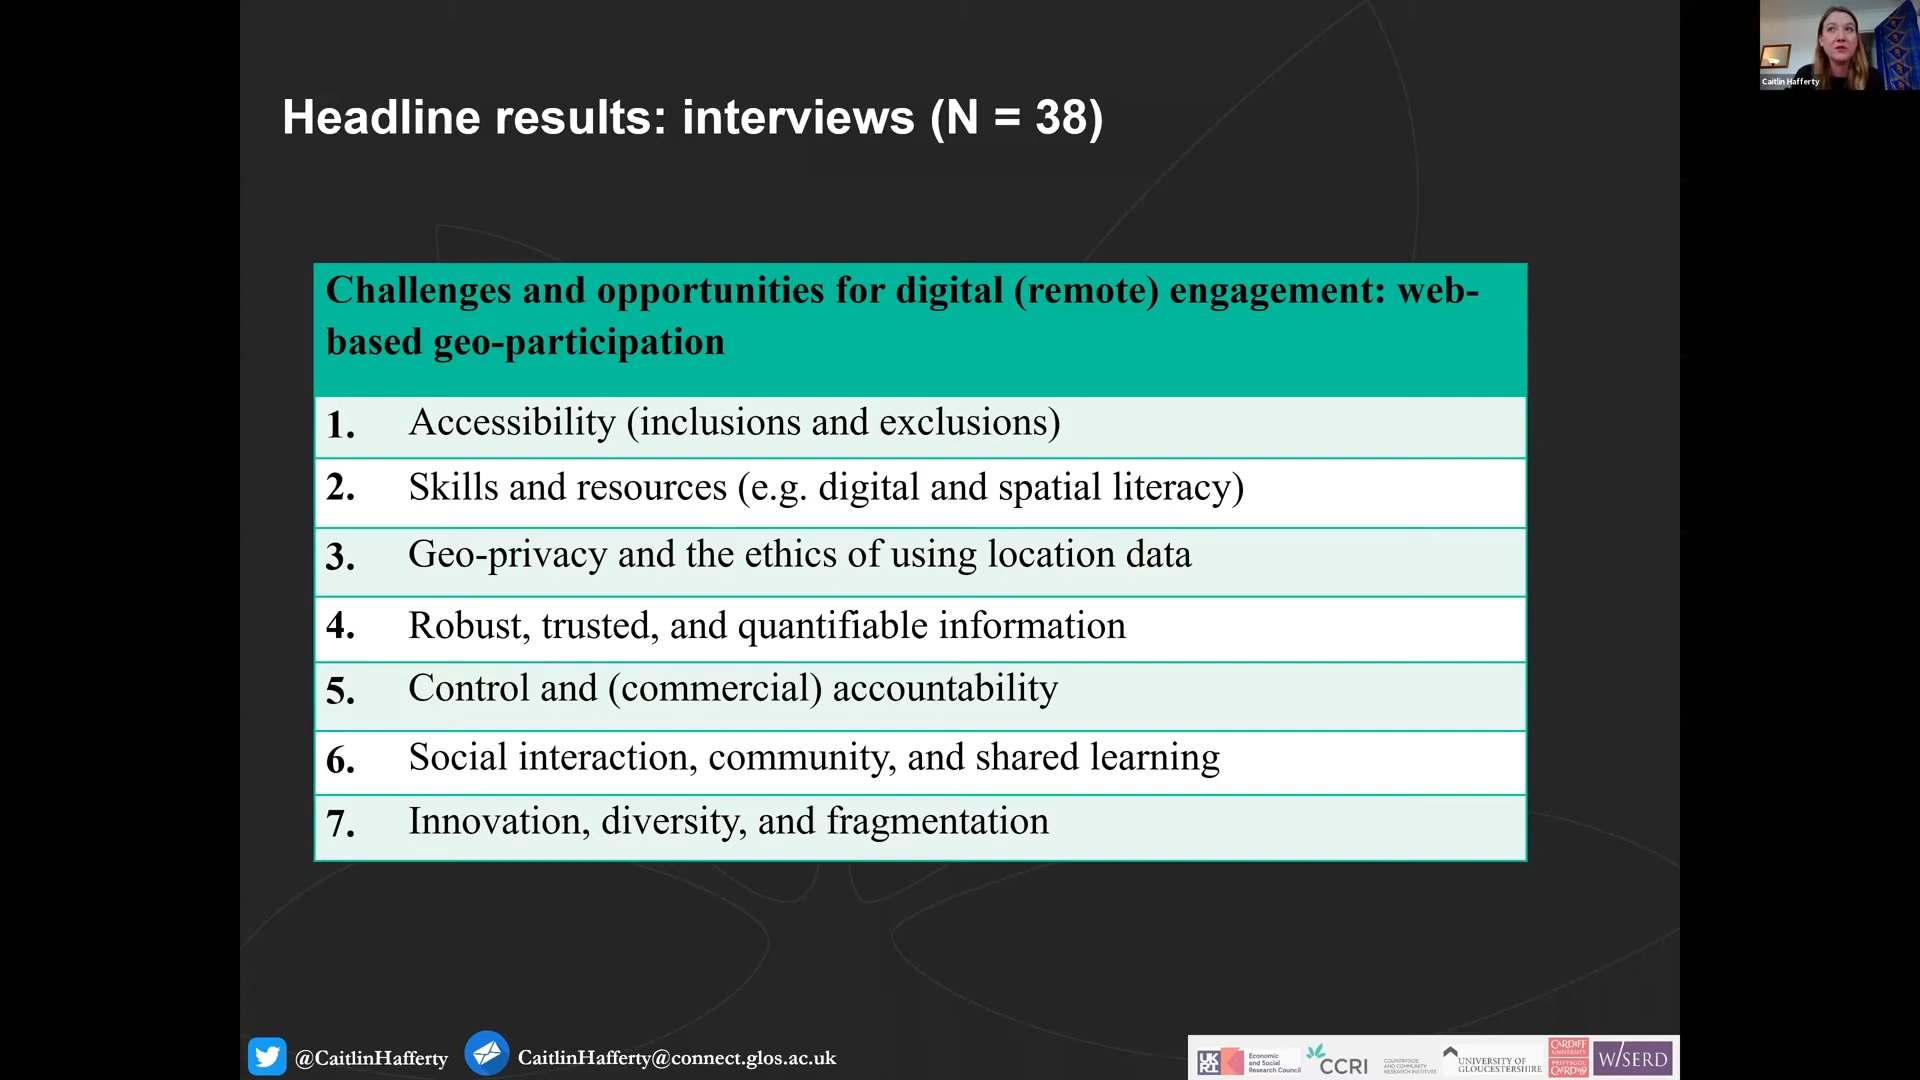 Caitlin Hafferty
Headline results: interviews (N = 38)
Challenges and opportunities for digital (remote) engagement: web-
based geo-participation
1. Accessibility (inclusions and exclusions)
2. Skills and resources (e.g. digital and spatial literacy)
3. Geo-privacy and the ethics of using location data
4. Robust, trusted, and quantifiable information
5. Control and (commercial) accountability
6. Social interaction, community, and shared learning
7. Innovation, diversity, and fragmentation
@CaitlinHafferty CaitlinHafferty@connect.glos.ac.uk
UKRI
Economic
and Social
Research Council
CCRI
COUNTRYSIDE
AND COMMUNITY
RESEARCH INSTITUTE
UNIVERSITY OF
GLOUCESTERSHIRE
CARDIFF
UNIVERSITY
PRIFYSGOL
CAERDYDD
WISERD